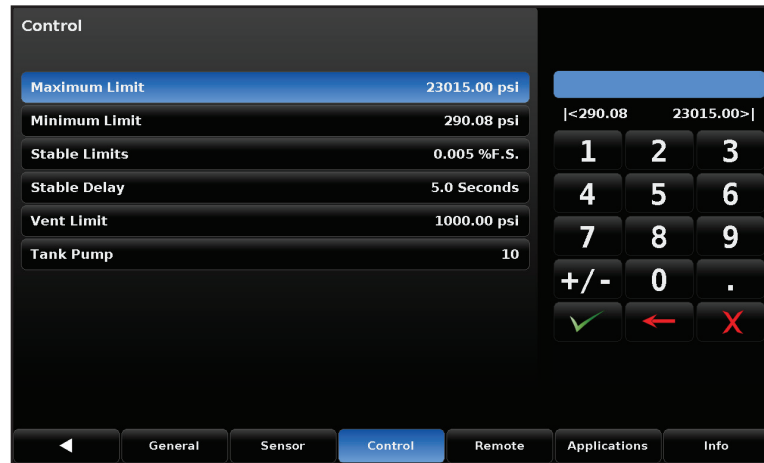 Control
Maximum Limit 23015.00 psi
Minimum Limit 290.08 psi
Stable Limits 0.005 %F.S.
Stable Delay 5.0 Seconds
Vent Limit 1000.00 psi
Tank Pump 10
|<290.08 23015.00>|
1 2 3
4 5 6
7 8 9
+/- 0 .
X
General Sensor Control Remote Applications Info